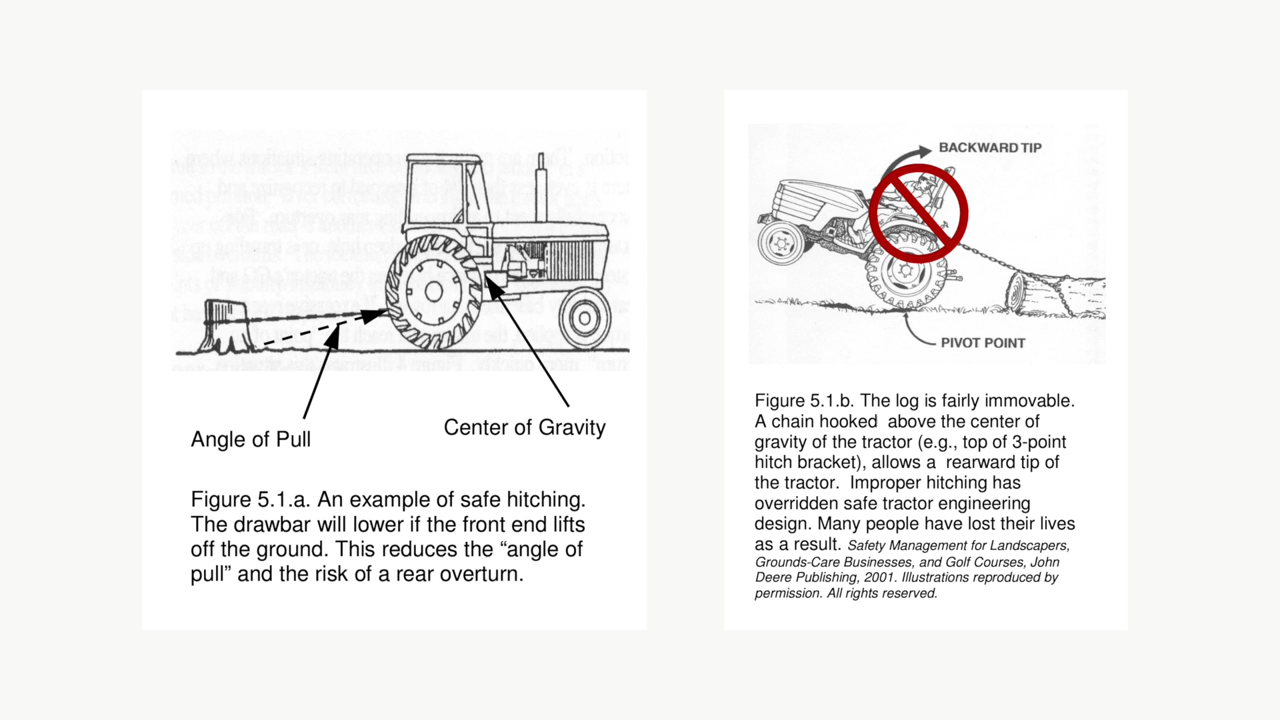 Angle of Pull
Center of Gravity
Figure 5.1.a. An example of safe hitching.
The drawbar will lower if the front end lifts
off the ground. This reduces the “angle of
pull” and the risk of a rear overturn.
BACKWARD TIP
PIVOT POINT
Figure 5.1.b. The log is fairly immovable.
A chain hooked above the center of
gravity of the tractor (e.g., top of 3-point
hitch bracket), allows a rearward tip of
the tractor. Improper hitching has
overridden safe tractor engineering
design. Many people have lost their lives
as a result. Safety Management for Landscapers,
Grounds-Care Businesses, and Golf Courses, John
Deere Publishing, 2001. Illustrations reproduced by
permission. All rights reserved.